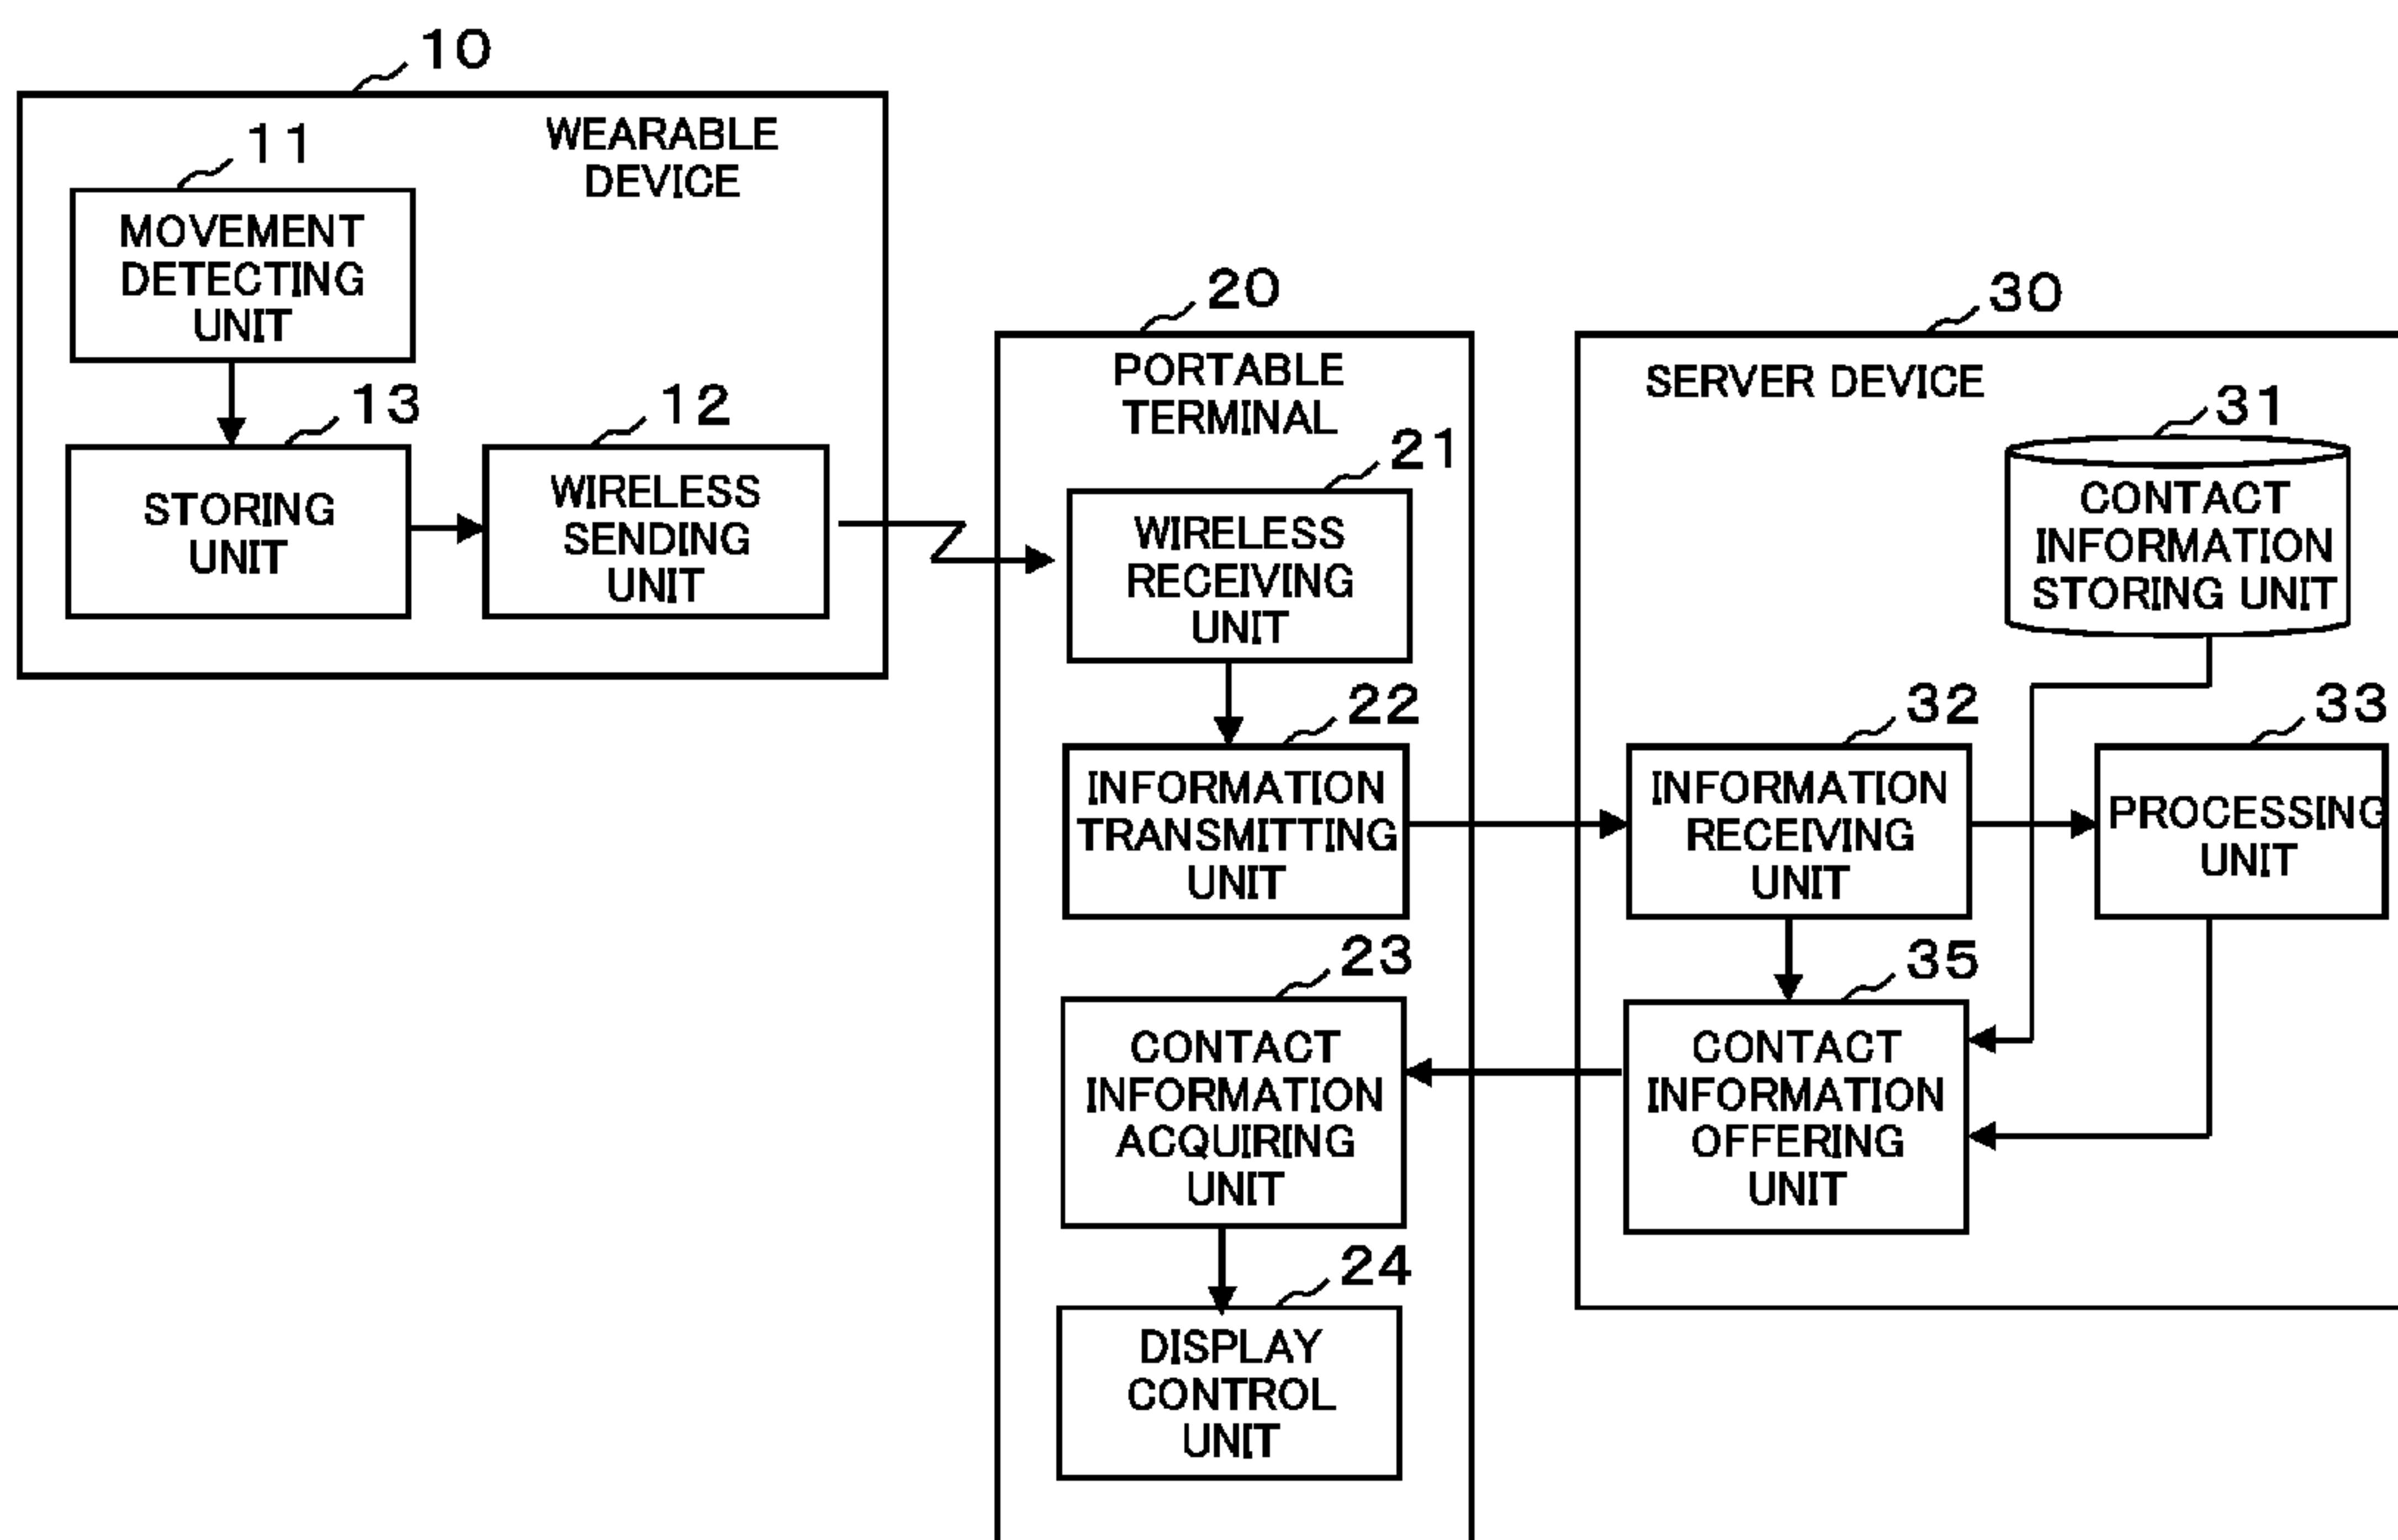 10
WEARABLE
DEVICE
11
MOVEMENT
DETECTING
UNIT
13
STORING
UNIT
12
WIRELESS
SENDING
UNIT
20
PORTABLE
TERMINAL
21
WIRELESS
RECEIVING
UNIT
22
INFORMATION
TRANSMITTING
UNIT
23
CONTACT
INFORMATION
ACQUIRING
UNIT
24
DISPLAY
CONTROL
UNIT
30
SERVER DEVICE
31
CONTACT
INFORMATION
STORING UNIT
32
INFORMATION
RECEIVING
UNIT
33
PROCESSING
UNIT
35
CONTACT
INFORMATION
OFFERING
UNIT